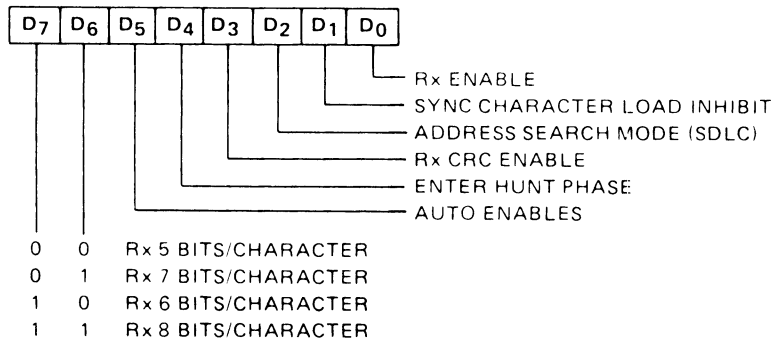 D7 D6 D5 D4 D3 D2 D1 D0
Rx ENABLE
SYNC CHARACTER LOAD INHIBIT
ADDRESS SEARCH MODE (SDLC)
Rx CRC ENABLE
ENTER HUNT PHASE
AUTO ENABLES
0 0 Rx 5 BITS/CHARACTER
0 1 Rx 7 BITS/CHARACTER
1 0 Rx 6 BITS/CHARACTER
1 1 Rx 8 BITS/CHARACTER